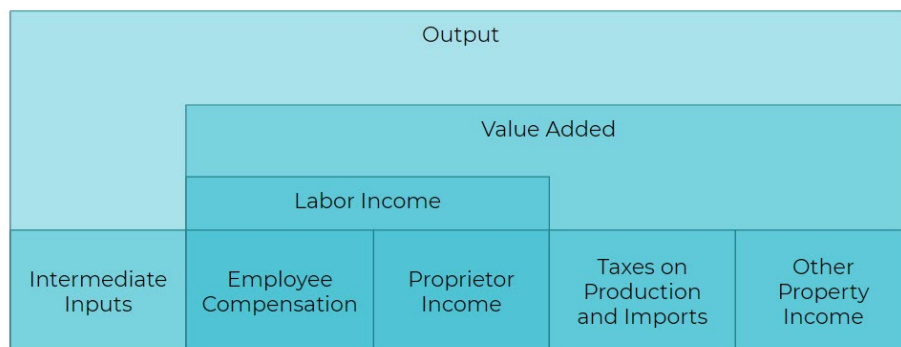 Output
Value Added
Labor Income
Intermediate
Inputs
Employee
Compensation
Proprietor
Income
Taxes on
Production
and Imports
Other
Property
Income